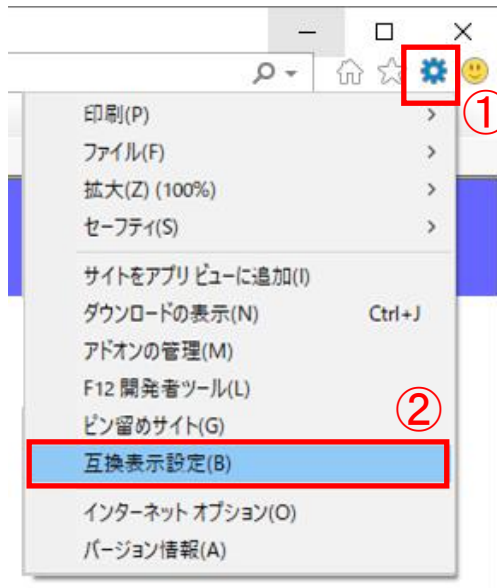 ①
印刷(P)
ファイル(F)
拡大(Z) (100%)
セーフティ(S)
サイトをアプリ ビューに追加(I)
ダウンロードの表示(N) Ctrl+J
アドオンの管理(M)
F12 開発者ツール(L)
ピン留めサイト(G)
②
互換表示設定(B)
インターネット オプション(O)
バージョン情報(A)